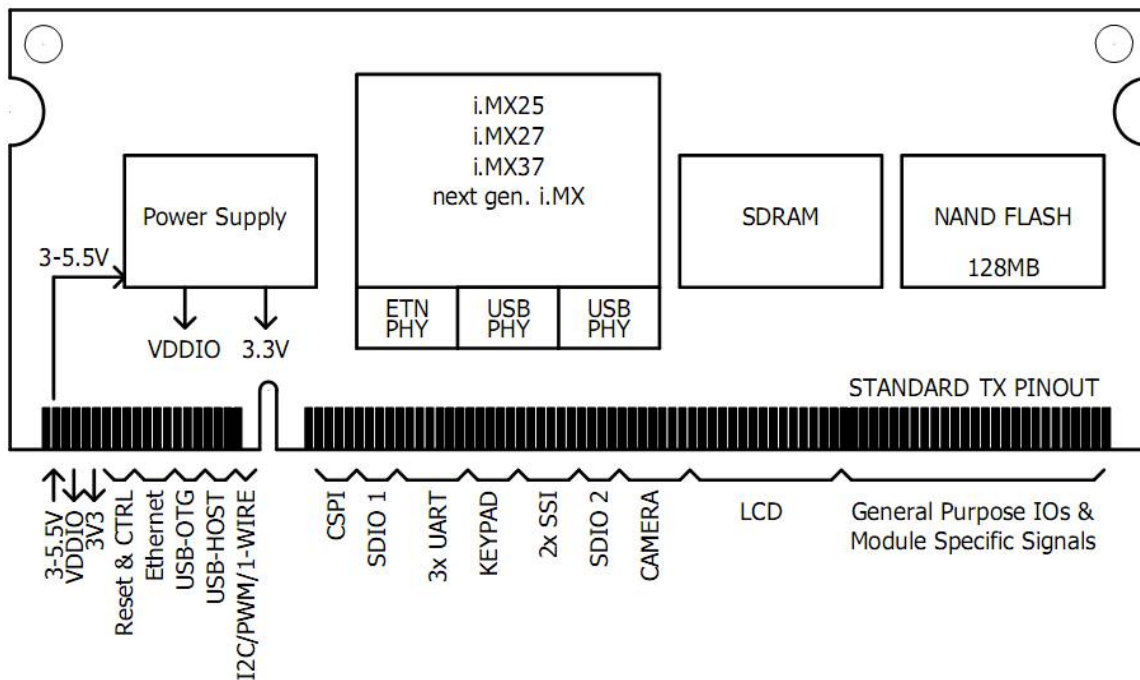 i.MX25
i.MX27
i.MX37
next gen. i.MX
Power Supply
SDRAM
NAND FLASH
128MB
3-5.5V
ETN
PHY
USB
PHY
USB
PHY
VDDIO
3.3V
STANDARD TX PINOUT
3-5.5V
VDDIO
3V3
Reset & CTRL
Ethernet
USB-OTG
USB-HOST
I2C/PWM/1-WIRE
CSPI
SDIO 1
3x UART
KEYPAD
2x SSI
SDIO 2
CAMERA
LCD
General Purpose IOs &
Module Specific Signals